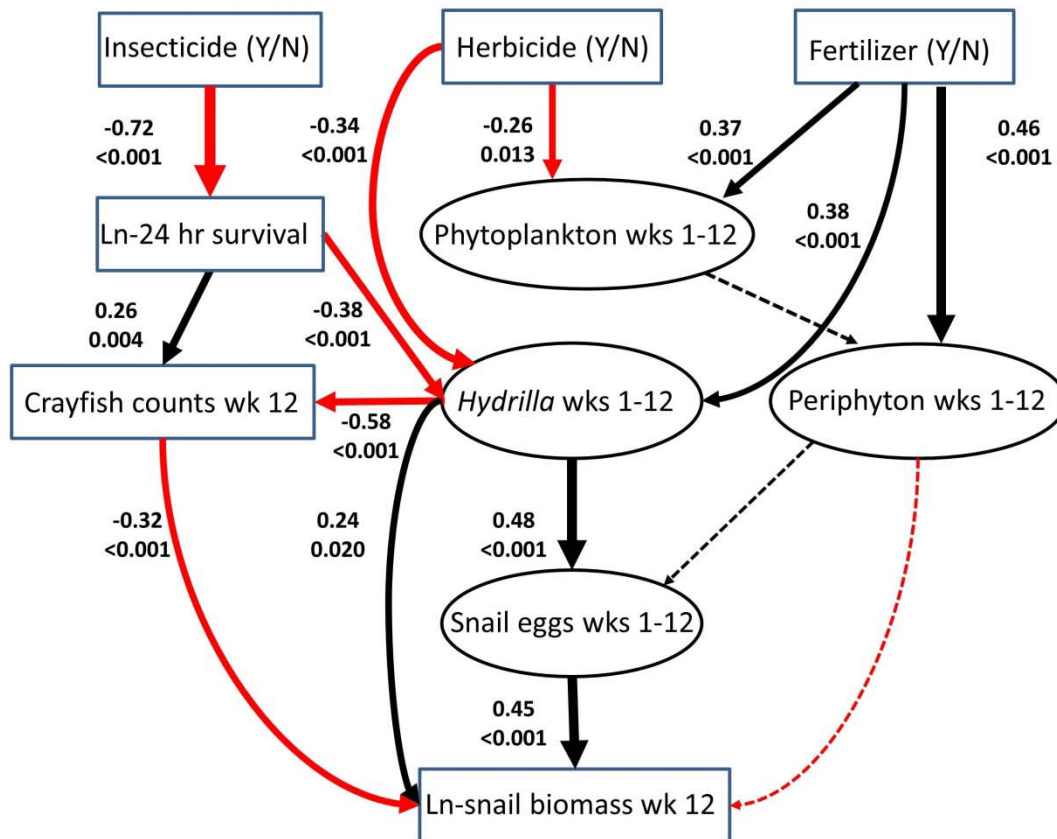 Insecticide (Y/N)
Herbicide (Y/N)
Fertilizer (Y/N)
-0.72
<0.001
-0.34
<0.001
-0.26
0.013
0.37
<0.001
0.46
<0.001
Ln-24 hr survival
Phytoplankton wks 1-12
0.38
<0.001
0.26
0.004
-0.38
<0.001
Crayfish counts wk 12
Hydrilla wks 1-12
Periphyton wks 1-12
-0.58
<0.001
-0.32
<0.001
0.24
0.020
0.48
<0.001
Snail eggs wks 1-12
0.45
<0.001
Ln-snail biomass wk 12